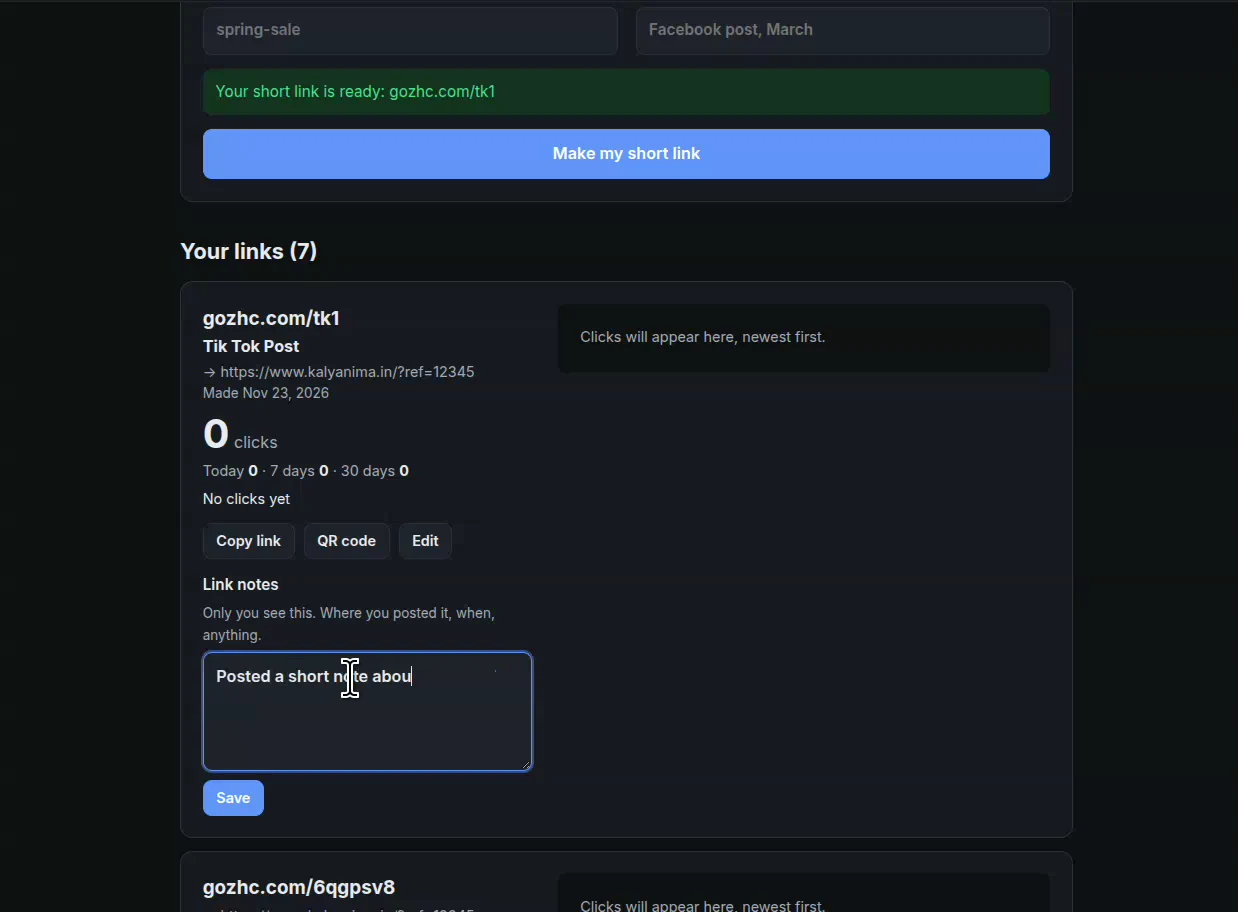 spring-sale
Facebook post, March
Your short link is ready: gozhc.com/tk1
Make my short link
Your links (7)
gozhc.com/tk1
Tik Tok Post
→ https://www.kalyanima.in/?ref=12345
Made Nov 23, 2026
0 clicks
Today 0 · 7 days 0 · 30 days 0
No clicks yet
Copy link
QR code
Edit
Link notes
Only you see this. Where you posted it, when,
anything.
Posted a short note abou
Save
Clicks will appear here, newest first.
gozhc.com/6qgpsv8
Clicks will appear here, newest first.